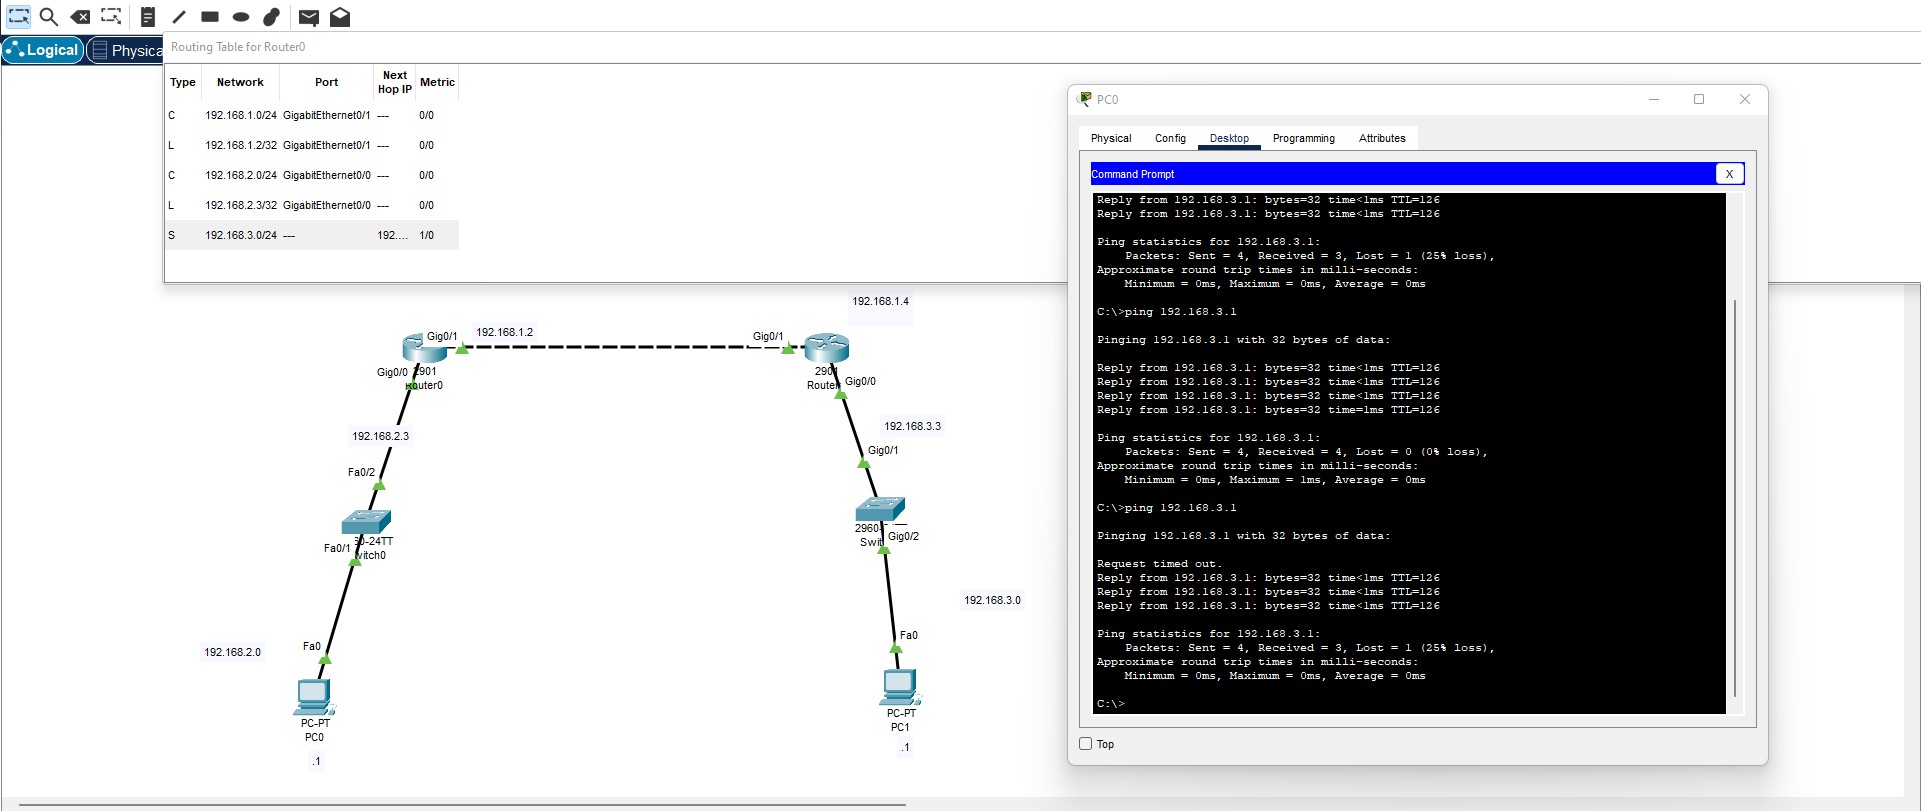 Logical
Physica
Routing Table for Router0
Type Network Port Next Hop IP Metric
C 192.168.1.0/24 GigabitEthernet0/1 --- 0/0
L 192.168.1.2/32 GigabitEthernet0/1 --- 0/0
C 192.168.2.0/24 GigabitEthernet0/0 --- 0/0
L 192.168.2.3/32 GigabitEthernet0/0 --- 0/0
S 192.168.3.0/24 --- 192.... 1/0
192.168.1.4
Gig0/1
192.168.1.2
Gig0/1
Gig0/0
2901
Router0
2901
Router
Gig0/0
192.168.2.3
192.168.3.3
Fa0/2
Gig0/1
Fa0/1
0-24TT
witch0
2960-
Swit
Gig0/2
192.168.3.0
192.168.2.0
Fa0
Fa0
PC-PT
PC0
.1
PC-PT
PC1
.1
PC0
Physical Config Desktop Programming Attributes
Command Prompt
X
Reply from 192.168.3.1: bytes=32 time<1ms TTL=126
Reply from 192.168.3.1: bytes=32 time<1ms TTL=126
Ping statistics for 192.168.3.1:
Packets: Sent = 4, Received = 3, Lost = 1 (25% loss),
Approximate round trip times in milli-seconds:
Minimum = 0ms, Maximum = 0ms, Average = 0ms
C:\>ping 192.168.3.1
Pinging 192.168.3.1 with 32 bytes of data:
Reply from 192.168.3.1: bytes=32 time<1ms TTL=126
Reply from 192.168.3.1: bytes=32 time<1ms TTL=126
Reply from 192.168.3.1: bytes=32 time<1ms TTL=126
Reply from 192.168.3.1: bytes=32 time=1ms TTL=126
Ping statistics for 192.168.3.1:
Packets: Sent = 4, Received = 4, Lost = 0 (0% loss),
Approximate round trip times in milli-seconds:
Minimum = 0ms, Maximum = 1ms, Average = 0ms
C:\>ping 192.168.3.1
Pinging 192.168.3.1 with 32 bytes of data:
Request timed out.
Reply from 192.168.3.1: bytes=32 time<1ms TTL=126
Reply from 192.168.3.1: bytes=32 time<1ms TTL=126
Reply from 192.168.3.1: bytes=32 time<1ms TTL=126
Ping statistics for 192.168.3.1:
Packets: Sent = 4, Received = 3, Lost = 1 (25% loss),
Approximate round trip times in milli-seconds:
Minimum = 0ms, Maximum = 0ms, Average = 0ms
C:\>
Top